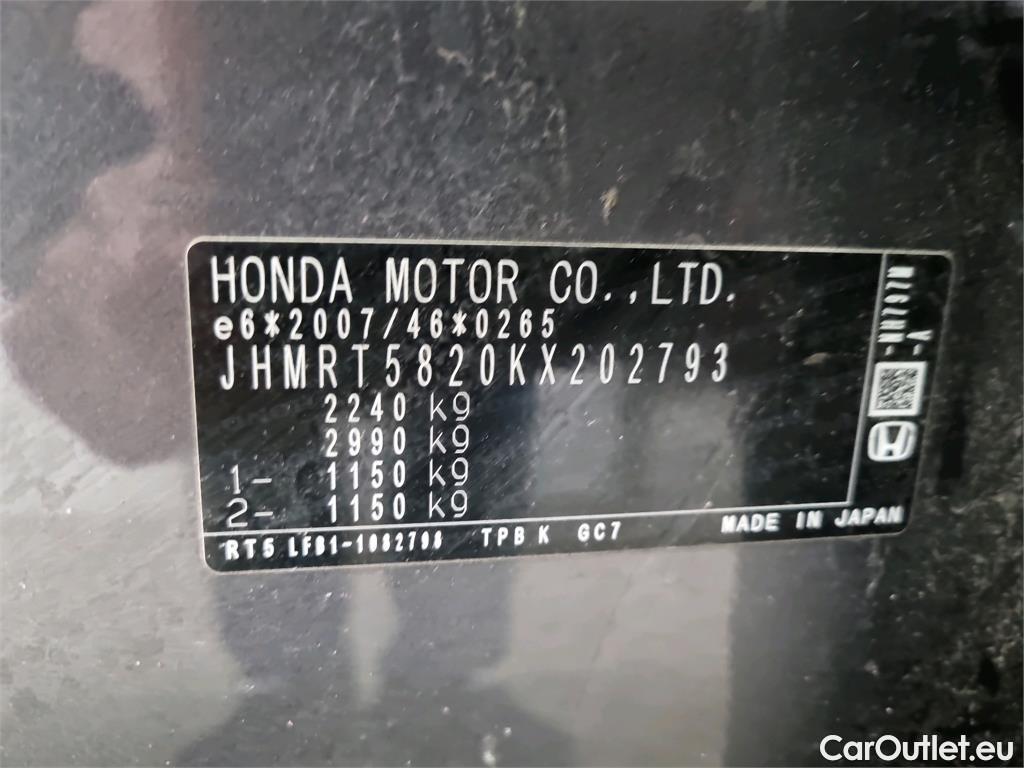 HONDA MOTOR CO.,LTD.
e6*2007/46*0265
JHMRT5820KX202793
2240 kg
2990 kg
1- 1150 kg
2- 1150 kg
RT5 LFB1-1082798 TPB K GC7
MADE IN JAPAN
CarOutlet.eu